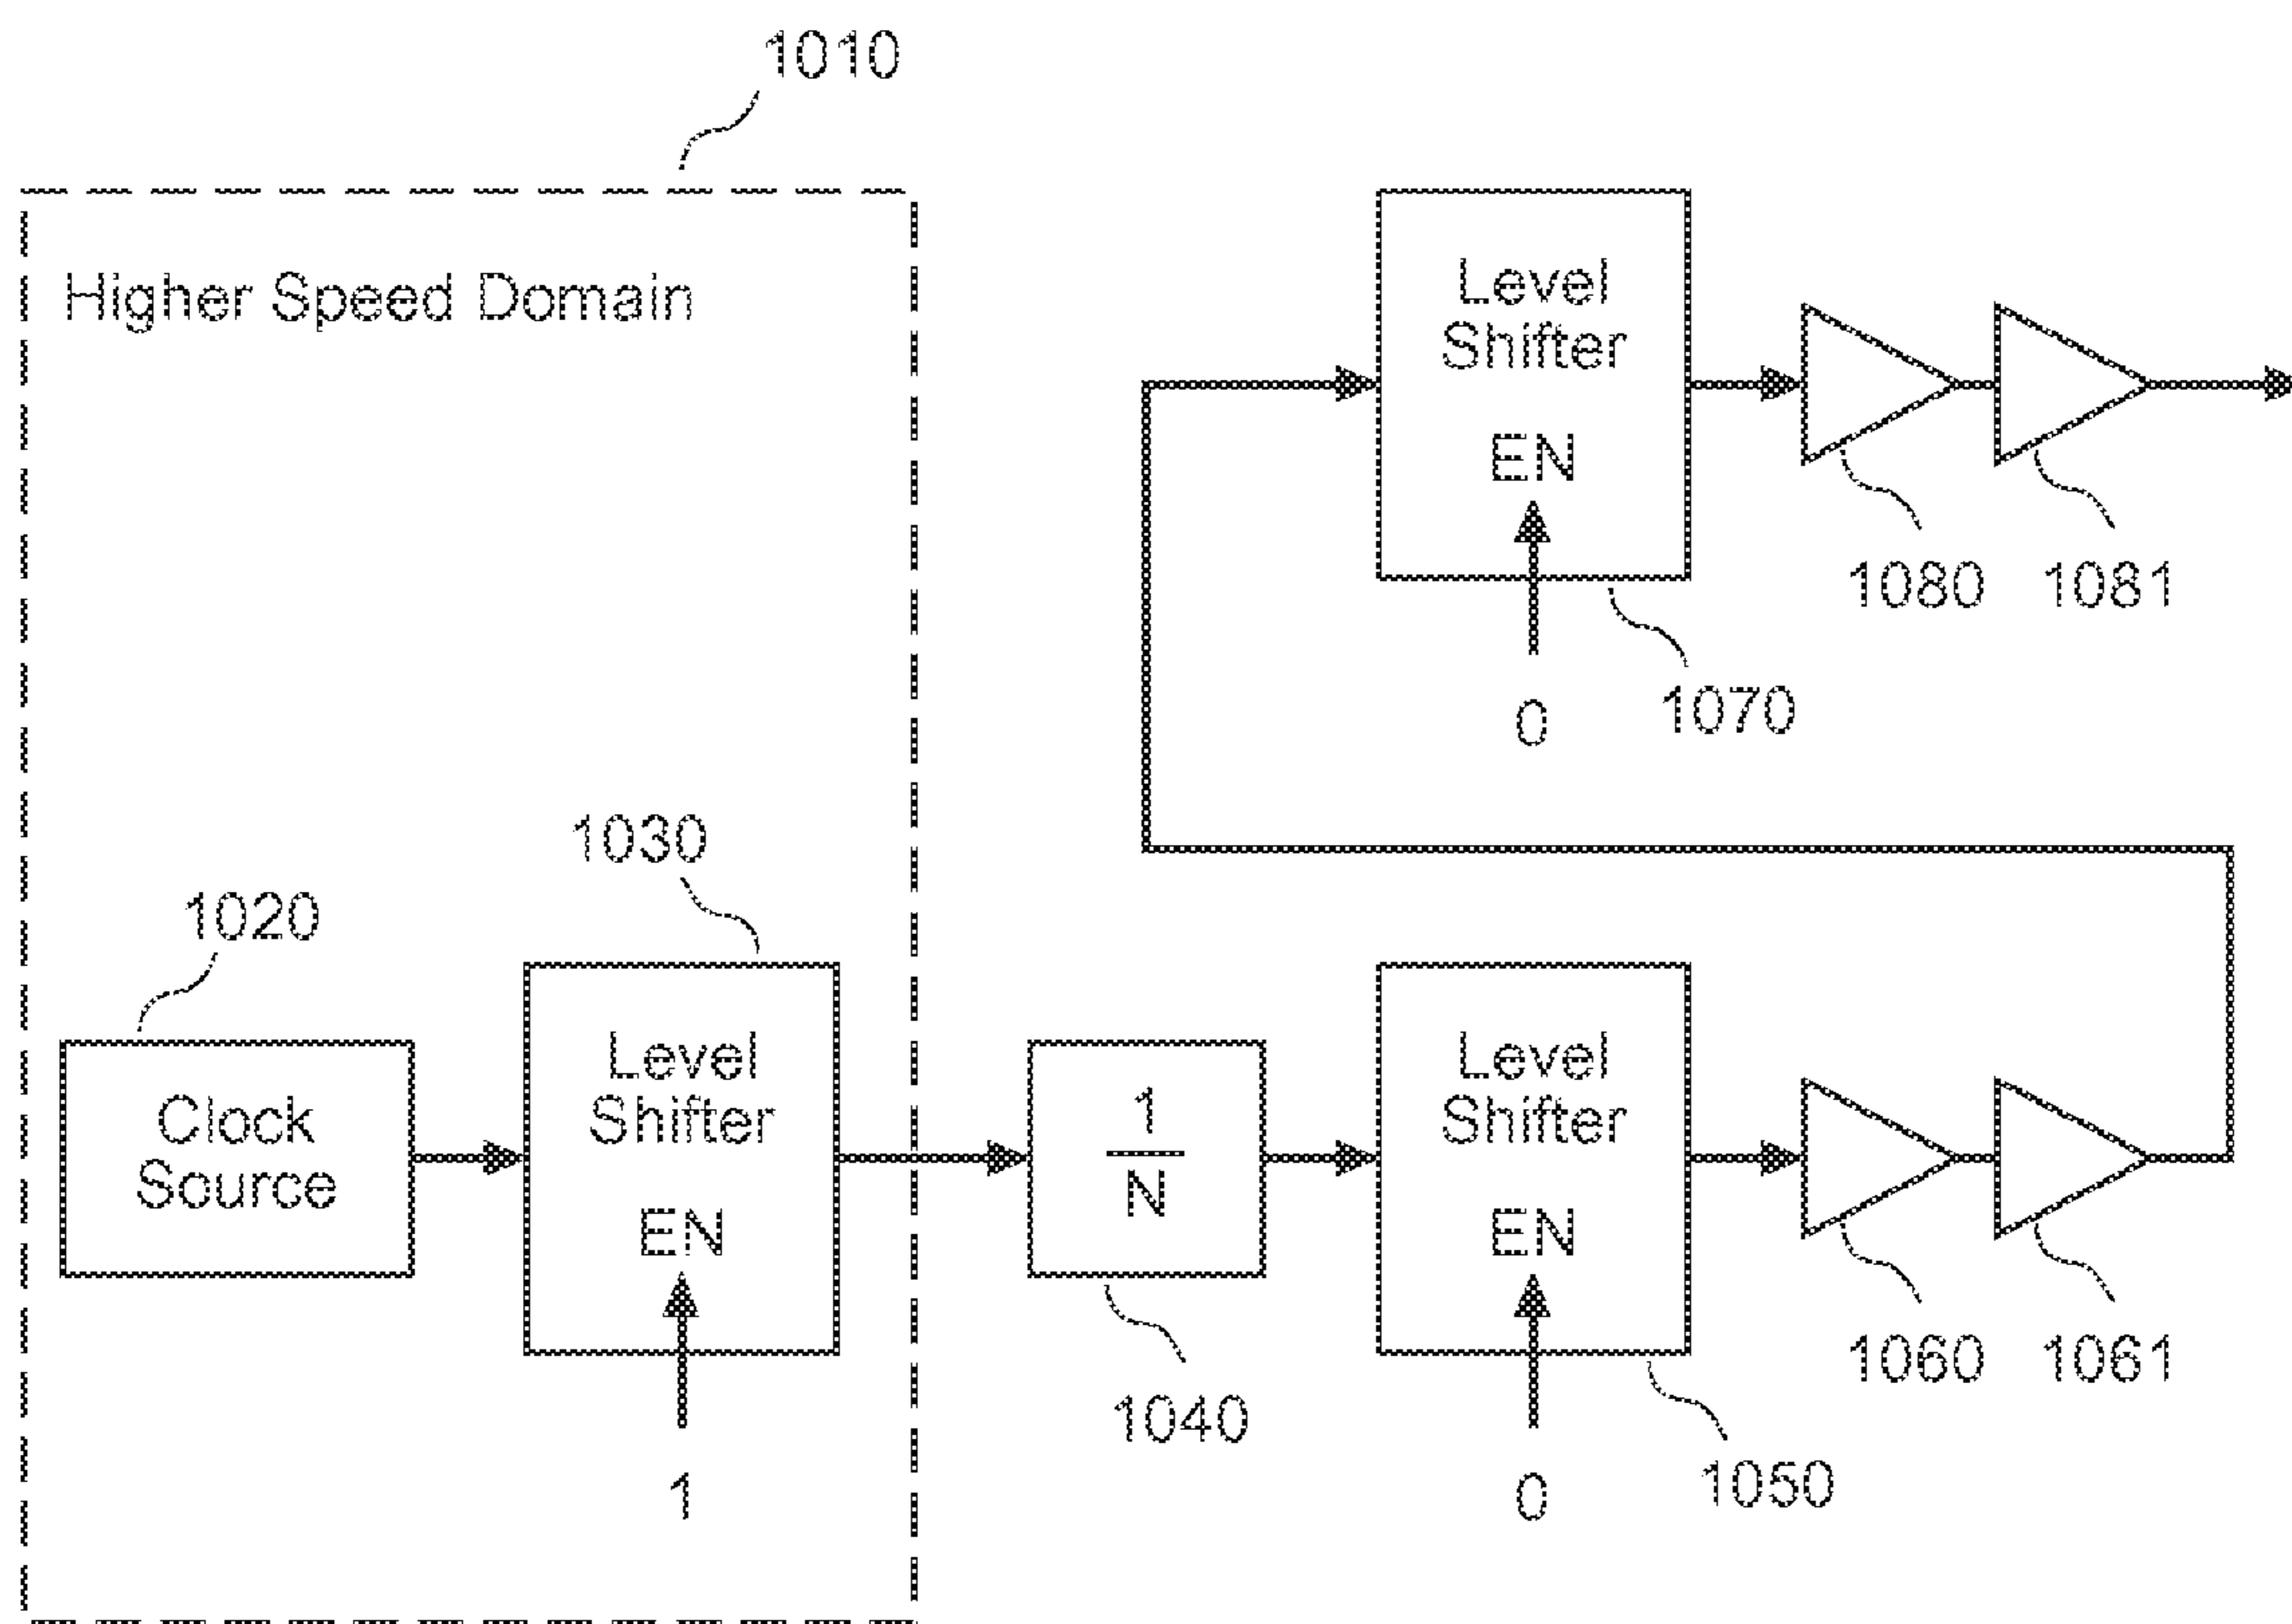 1010
Higher Speed Domain
Level
Shifter
EN
0
1070
1080
1081
1020
Clock
Source
1030
Level
Shifter
EN
1
1
N
1040
Level
Shifter
EN
0
1050
1060
1061